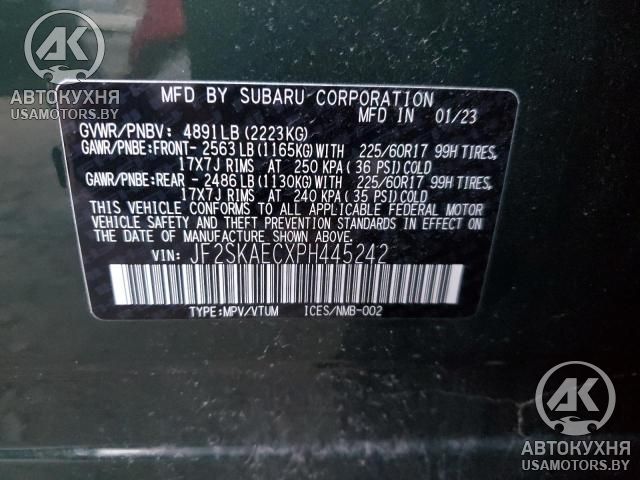 MFD BY SUBARU CORPORATION
MFD IN 01/23
GVWR/PNBV: 4891LB(2223KG)
GAWR/PNBE:FRONT-2563LB(1165KG)WITH 225/60R17 99H TIRES,
17X7J RIMS AT 250 KPA (36 PSI)COLD
GAWR/PNBE:REAR -2486LB(1130KG)WITH 225/60R17 99H TIRES,
17X7J RIMS AT 240 KPA (35 PSI)COLD
THIS VEHICLE CONFORMS TO ALL APPLICABLE FEDERAL MOTOR
VEHICLE SAFETY AND THEFT PREVENTION STANDARDS IN EFFECT ON
THE DATE OF MANUFACTURE SHOWN ABOVE.
VIN: JF2SKAECXPH445242
TYPE:MPV/VTUM ICES/NMB-002
АК
АВТОКУХНЯ
USAMOTORS.BY
АК
АВТОКУХНЯ
USAMOTORS.BY